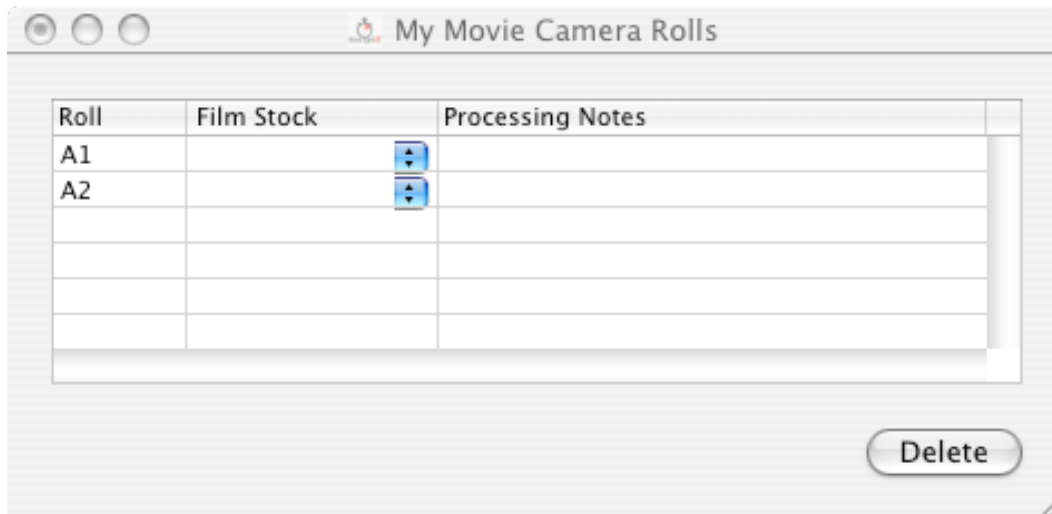 My Movie Camera Rolls
Roll Film Stock Processing Notes
A1
A2
Delete